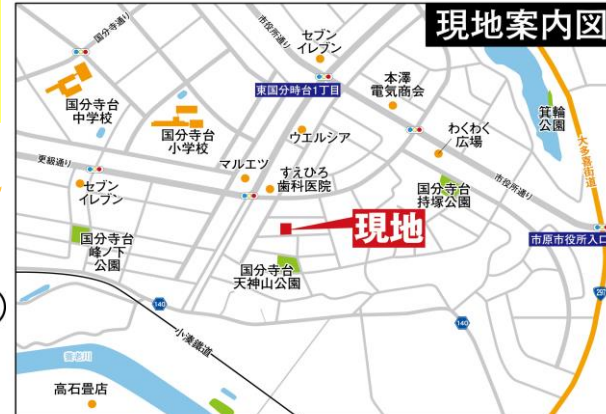 現地案内図
国分寺通り
市役所通り
セブン
イレブン
東国分時台1丁目
本澤
電気商会
箕輪
公園
大多喜街道
国分寺台
中学校
国分寺台
小学校
ウエルシア
わくわく
広場
更級通り
マルエツ
すえひろ
歯科医院
セブン
イレブン
国分寺台
持塚公園
市役所通り
現地
市原市役所入口
国分寺台
峰ノ下
公園
国分寺台
天神山公園
297
140
140
小湊鐵道
養老川
高石畳店